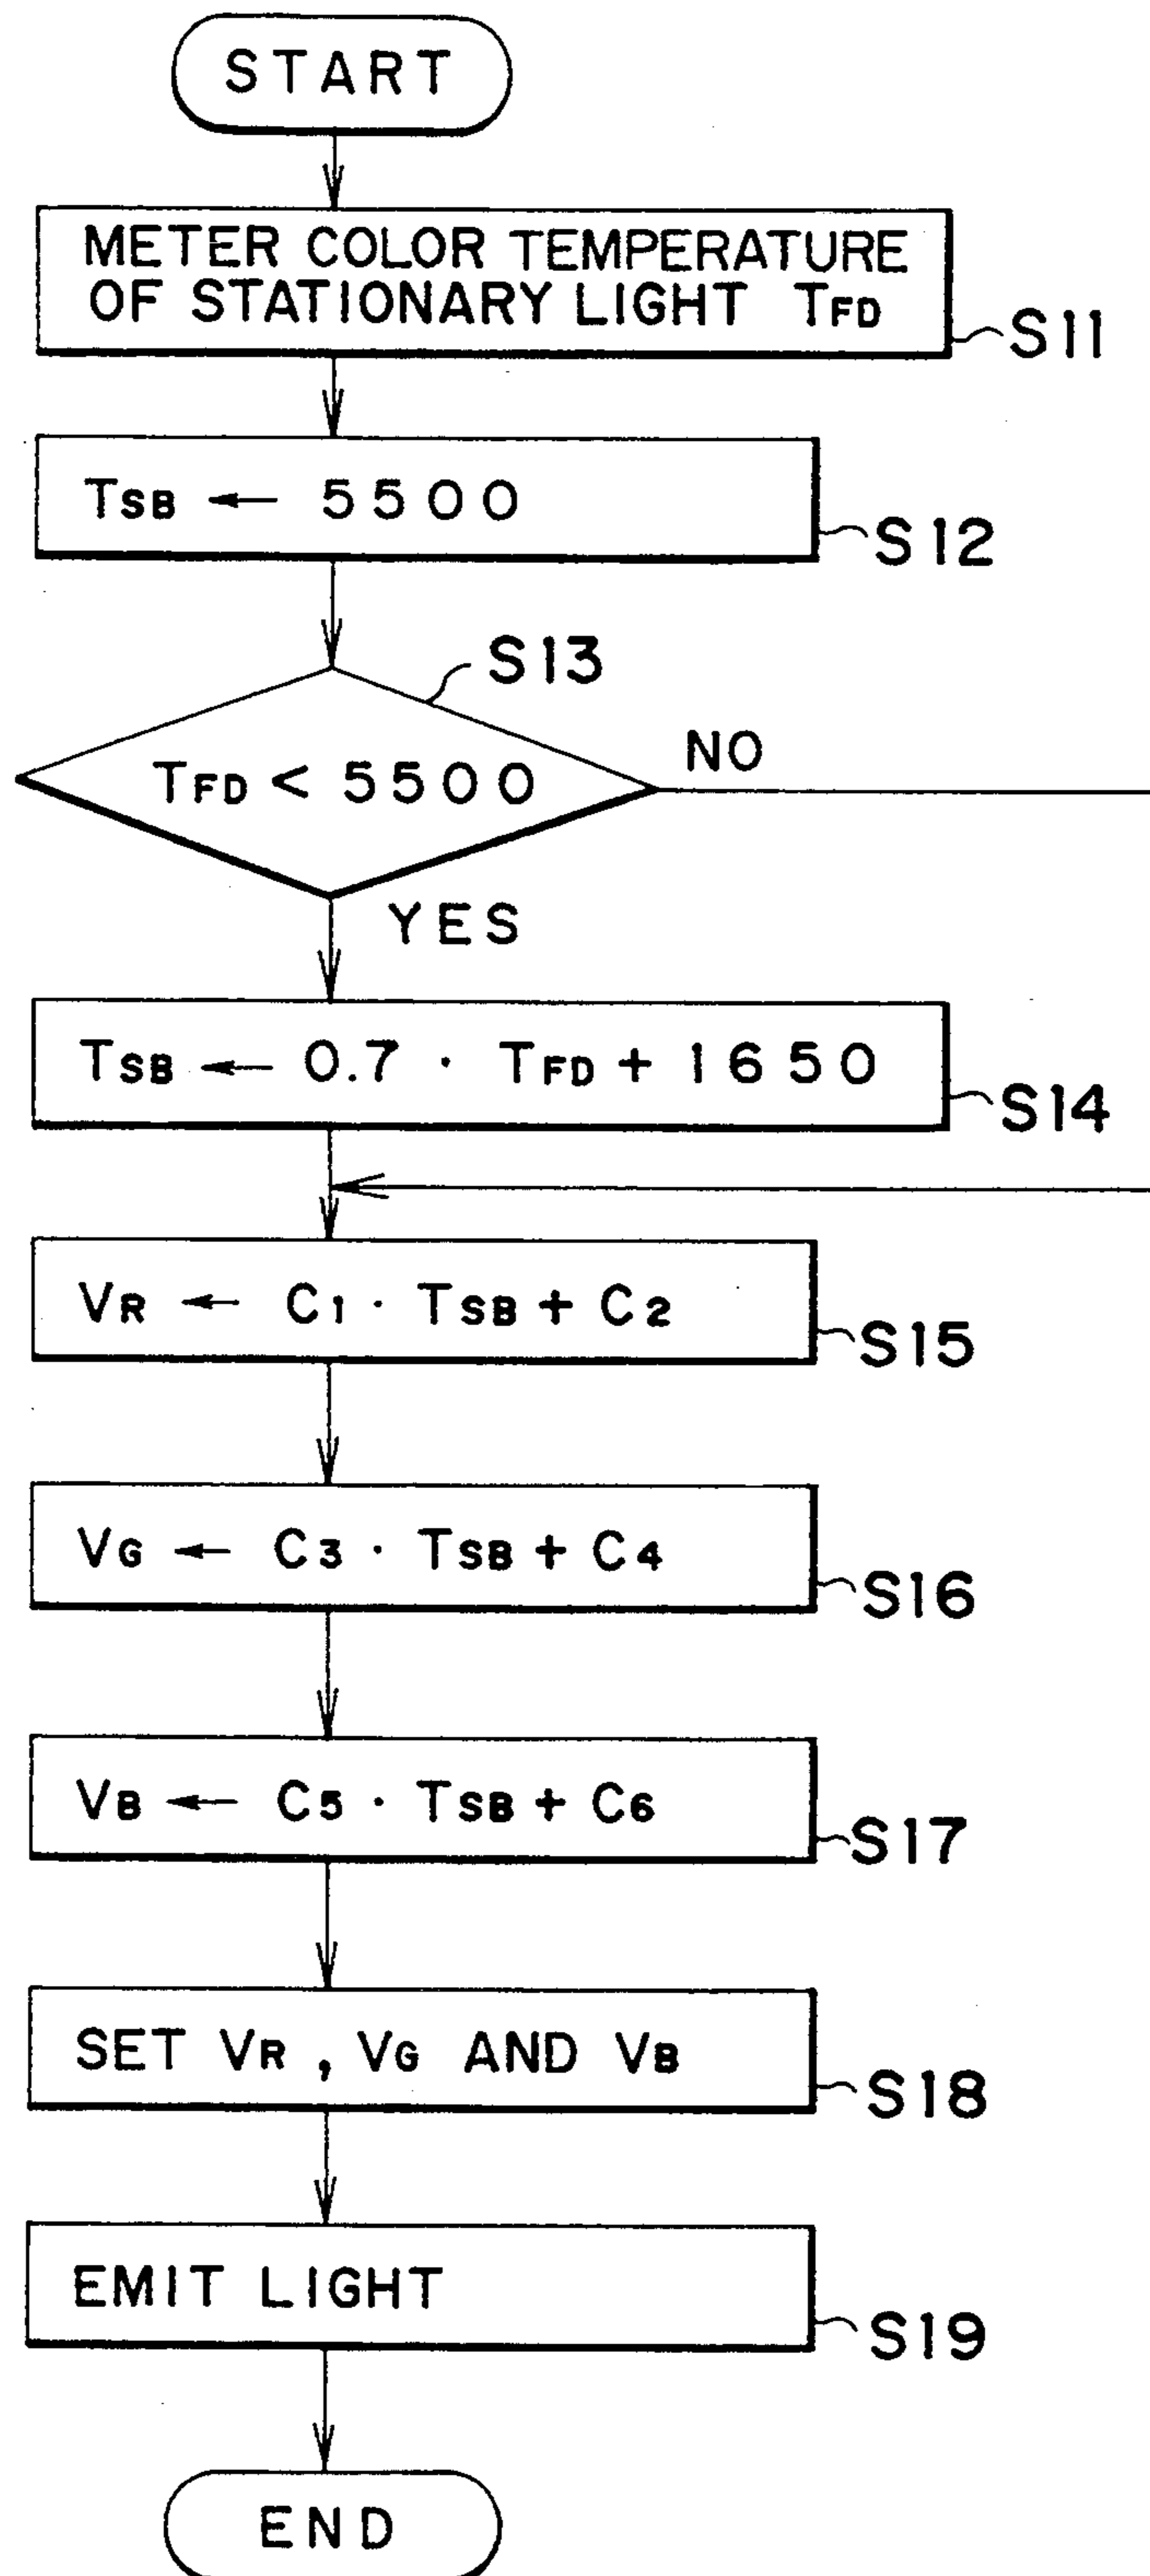 START
METER COLOR TEMPERATURE
OF STATIONARY LIGHT TFD
S11
TSB ← 5500
S12
S13
TFD < 5500
NO
YES
TSB ← 0.7 · TFD + 1650
S14
VR ← C1 · TSB + C2
S15
VG ← C3 · TSB + C4
S16
VB ← C5 · TSB + C6
S17
SET VR, VG AND VB
S18
EMIT LIGHT
S19
END